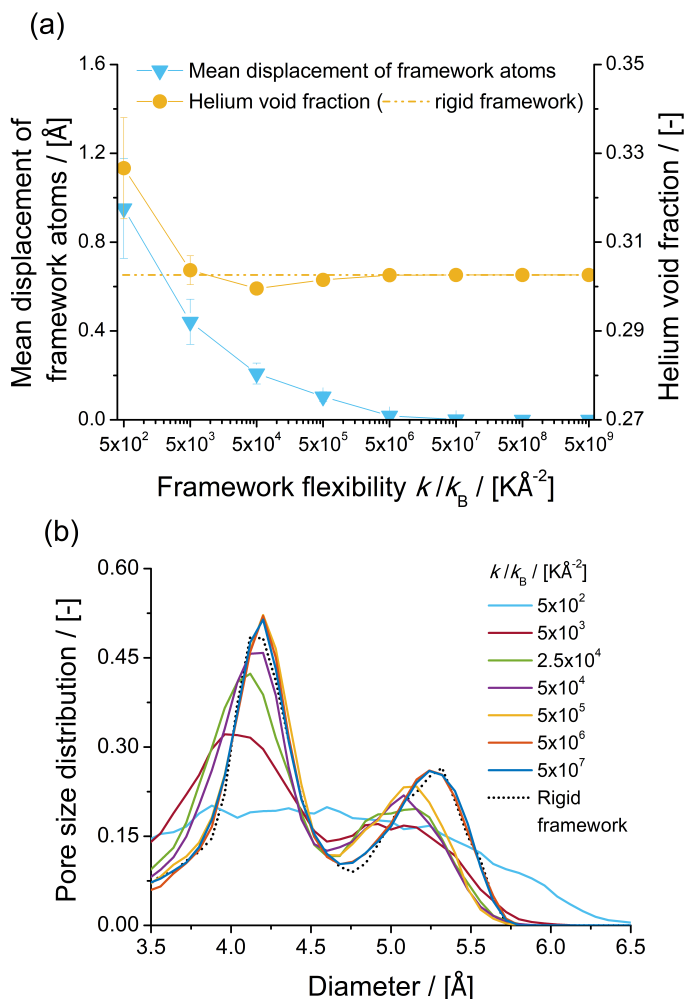 (a)
Mean displacement of framework atoms
Helium void fraction ( rigid framework)
Mean displacement of
framework atoms / [Å]
1.6
1.2
0.8
0.4
0.0
Helium void fraction / [-]
0.35
0.33
0.31
0.29
0.27
5x10² 5x10³ 5x10⁴ 5x10⁵ 5x10⁶ 5x10⁷ 5x10⁸ 5x10⁹
Framework flexibility k/k_B / [KÅ⁻²]
(b)
Pore size distribution / [-]
0.60
0.45
0.30
0.15
0.00
k/k_B / [KÅ⁻²]
5x10²
5x10³
2.5x10⁴
5x10⁴
5x10⁵
5x10⁶
5x10⁷
Rigid
framework
3.5 4.0 4.5 5.0 5.5 6.0 6.5
Diameter / [Å]